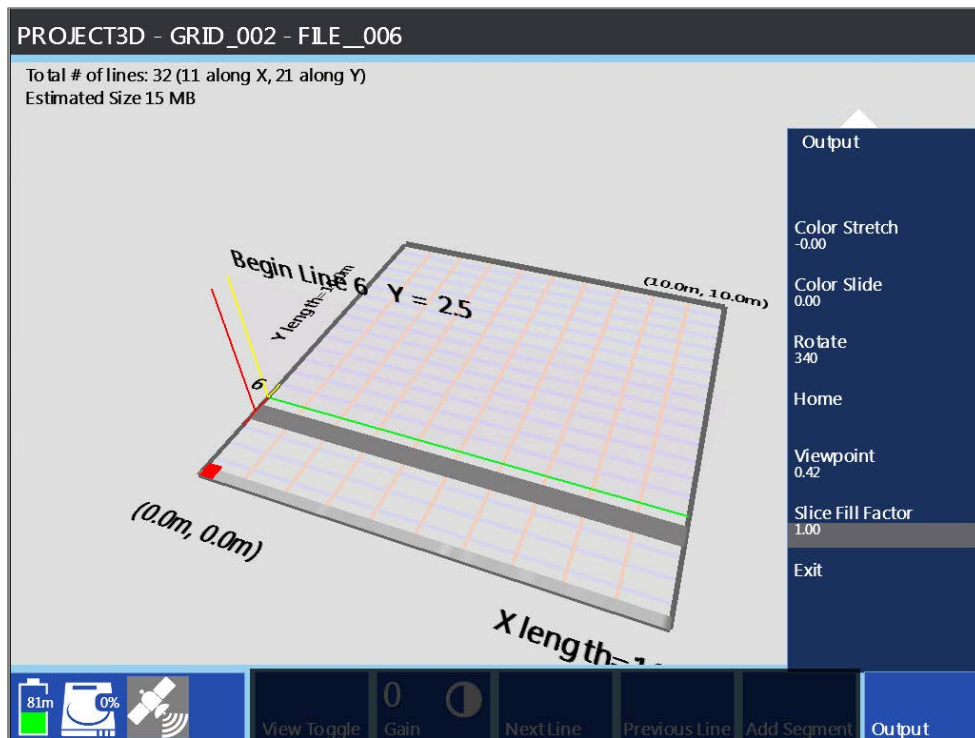 PROJECT3D - GRID_002 - FILE__006
Total # of lines: 32 (11 along X, 21 along Y)
Estimated Size 15 MB
Output
Color Stretch
-0.00
Color Slide
0.00
Rotate
340
Home
Viewpoint
0.42
Slice Fill Factor
1.00
Exit
Begin Line 6 Y = 2.5
(10.0m, 10.0m)
6
(0.0m, 0.0m)
Y
X length=
81m
0%
View Toggle
0
Gain
Next Line
Previous Line
Add Segment
Output